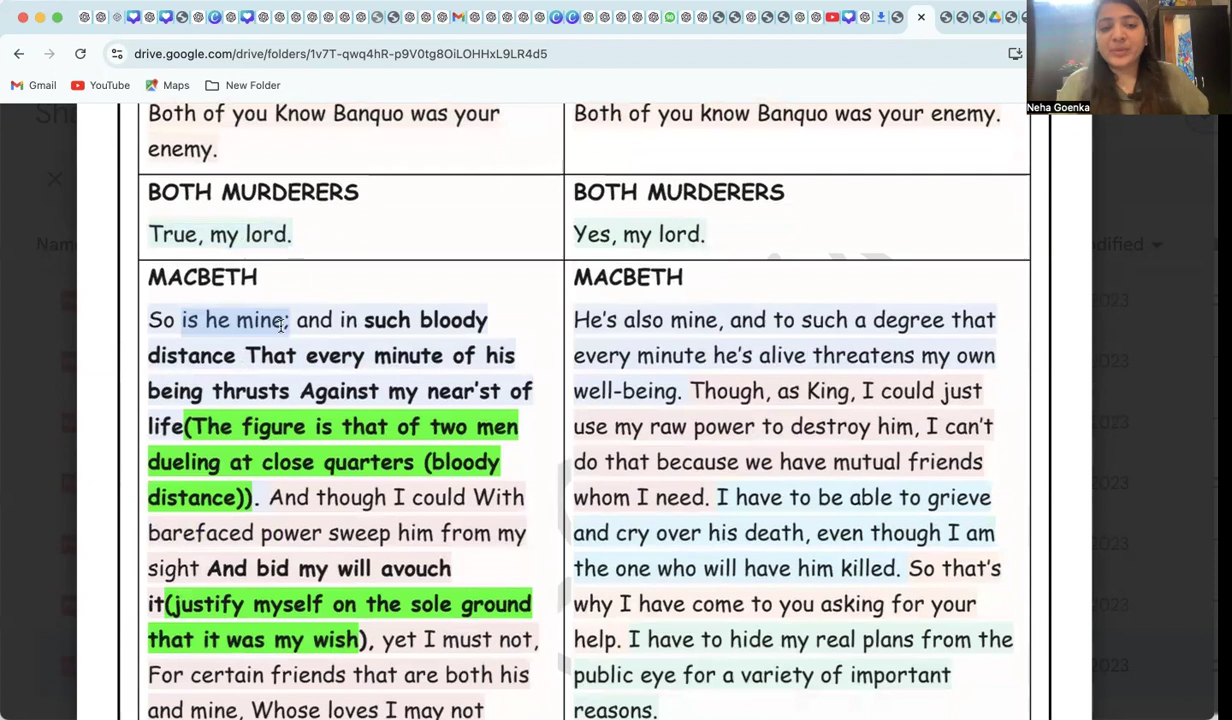 drive.google.com/drive/folders/1v7T-qwq4hR-p9V0tg8OiLOHHxL9LR4d5
Gmail
YouTube
Maps
New Folder
Neha Goenka
Both of you Know Banquo was your
enemy.
Both of you know Banquo was your enemy.
BOTH MURDERERS
True, my lord.
BOTH MURDERERS
Yes, my lord.
MACBETH
So is he mine; and in such bloody
distance That every minute of his
being thrusts Against my near'st of
life(The figure is that of two men
dueling at close quarters (bloody
distance)). And though I could With
barefaced power sweep him from my
sight And bid my will avouch
it(justify myself on the sole ground
that it was my wish), yet I must not,
For certain friends that are both his
and mine, Whose loves I may not
MACBETH
He's also mine, and to such a degree that
every minute he's alive threatens my own
well-being. Though, as King, I could just
use my raw power to destroy him, I can't
do that because we have mutual friends
whom I need. I have to be able to grieve
and cry over his death, even though I am
the one who will have him killed. So that's
why I have come to you asking for your
help. I have to hide my real plans from the
public eye for a variety of important
reasons.